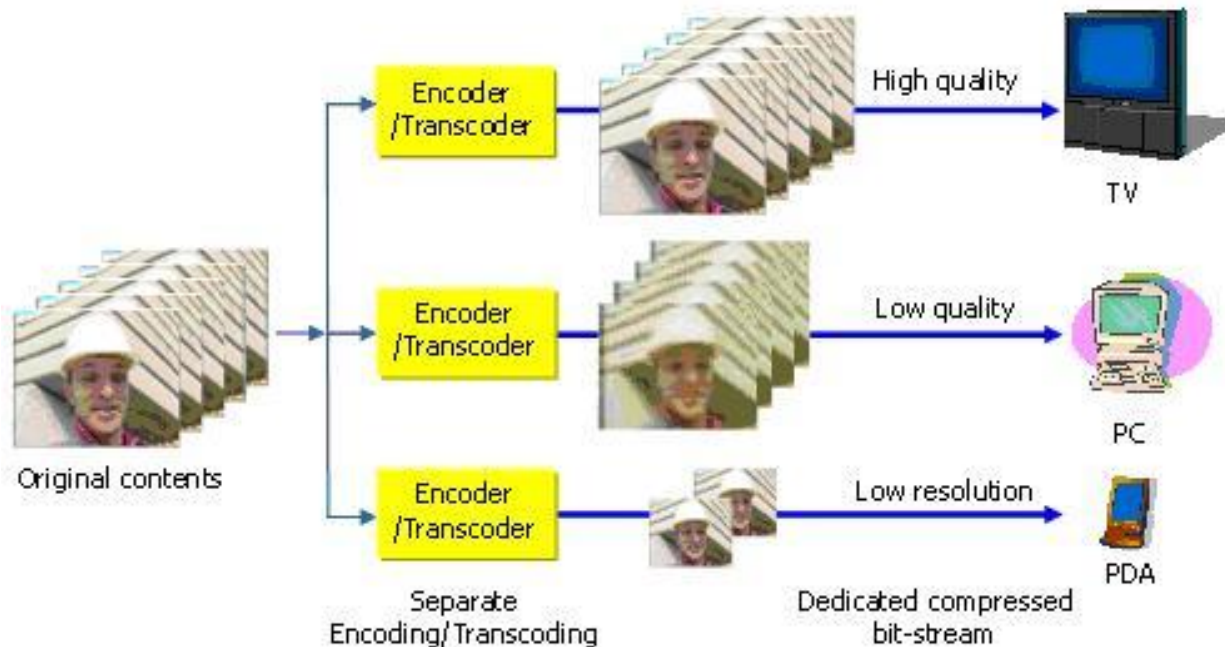 Encoder
/Transcoder
High quality
TV
Original contents
Encoder
/Transcoder
Low quality
PC
Encoder
/Transcoder
Low resolution
PDA
Separate
Encoding/Transcoding
Dedicated compressed
bit-stream